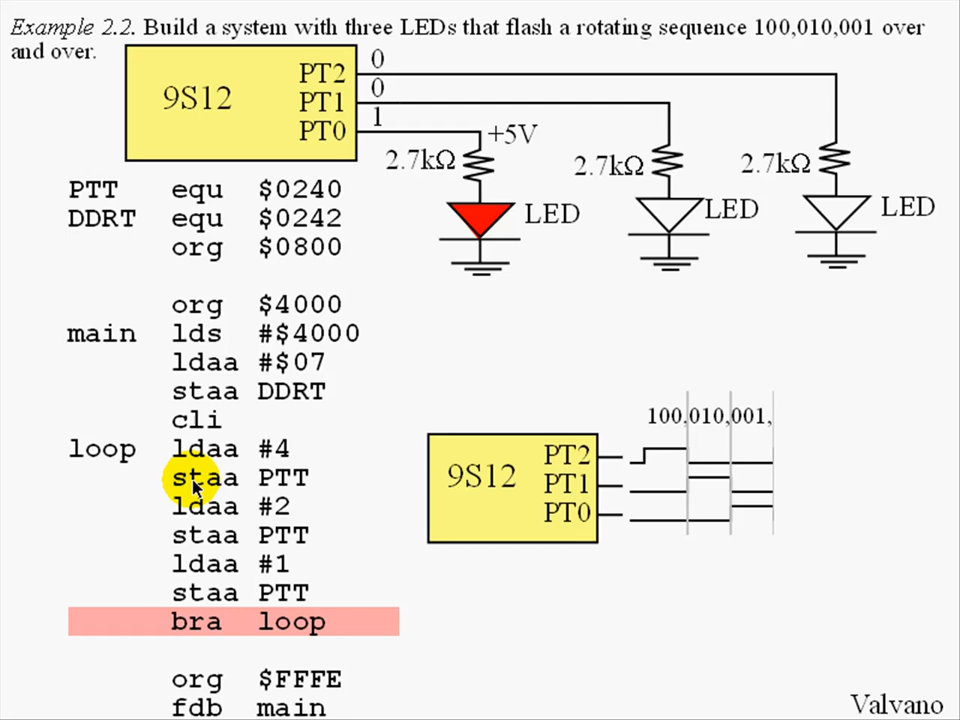 Example 2.2. Build a system with three LEDs that flash a rotating sequence 100,010,001 over
and over.
9S12
PT2 0
PT1 0
PT0 1
+5V
2.7kΩ
2.7kΩ
2.7kΩ
LED
LED
LED
PTT equ $0240
DDRT equ $0242
org $0800
org $4000
main lds #$4000
ldaa #$07
staa DDRT
cli
loop ldaa #4
staa PTT
ldaa #2
staa PTT
ldaa #1
staa PTT
bra loop
org $FFFE
fdb main
100,010,001,
9S12
PT2
PT1
PT0
Valvano